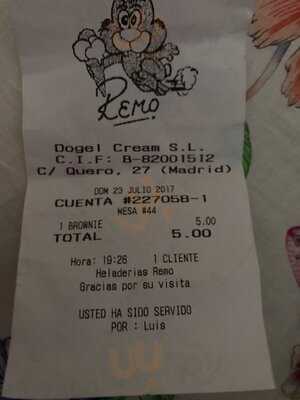 Remo
Dogel Cream S.L.
C.I.F: B-82001512
C/ Quero, 27 (Madrid)
DOM 23 JULIO 2017
CUENTA #227058-1
MESA #44
1 BROWNIE 5.00
TOTAL 5.00
Hora: 19:26 1 CLIENTE
Heladerias Remo
Gracias por su visita
USTED HA SIDO SERVIDO
POR : Luis